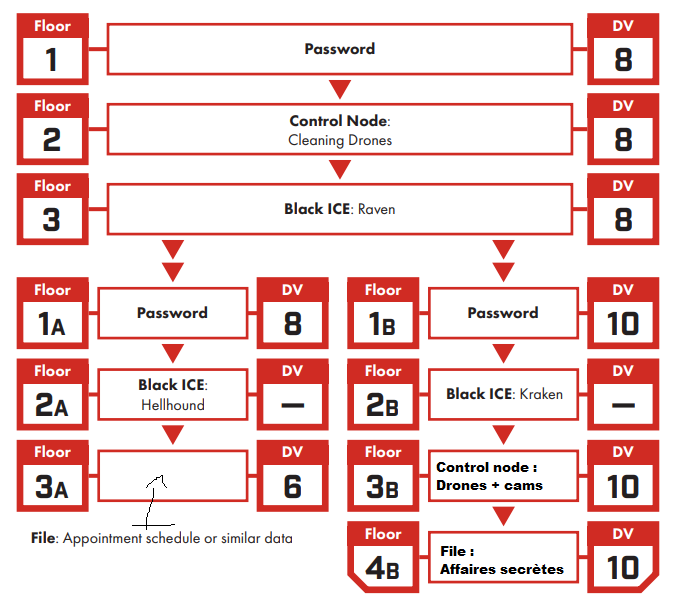 Floor
1
Password
DV
8
Floor
2
Control Node:
Cleaning Drones
DV
8
Floor
3
Black ICE: Raven
DV
8
Floor
1A
Password
DV
8
Floor
1B
Password
DV
10
Floor
2A
Black ICE:
Hellhound
DV
—
Floor
2B
Black ICE: Kraken
DV
—
Floor
3A
DV
6
File: Appointment schedule or similar data
Floor
3B
Control node :
Drones + cams
DV
10
Floor
4B
File :
Affaires secrètes
DV
10